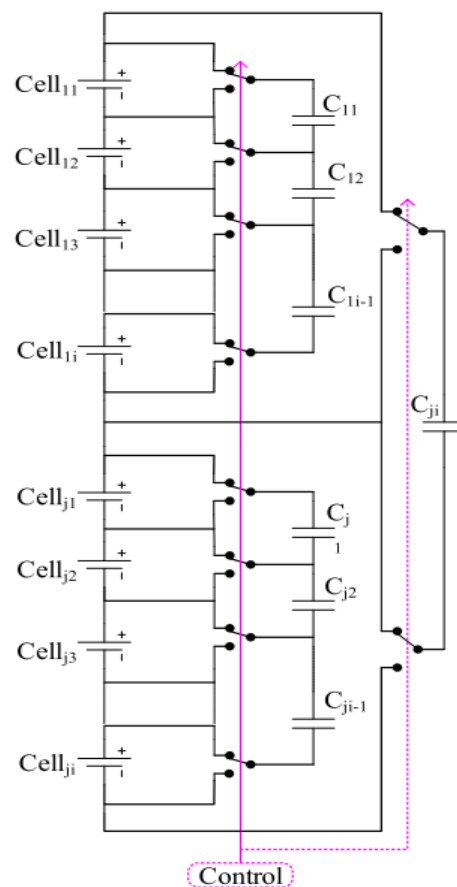 Cell₁₁ + -
C₁₁
Cell₁₂ + -
C₁₂
Cell₁₃ + -
C₁ᵢ₋₁
Cell₁ᵢ + -
Cⱼᵢ
Cellⱼ₁ + -
Cⱼ
₁
Cellⱼ₂ + -
Cⱼ₂
Cellⱼ₃ + -
Cⱼᵢ₋₁
Cellⱼᵢ + -
Control